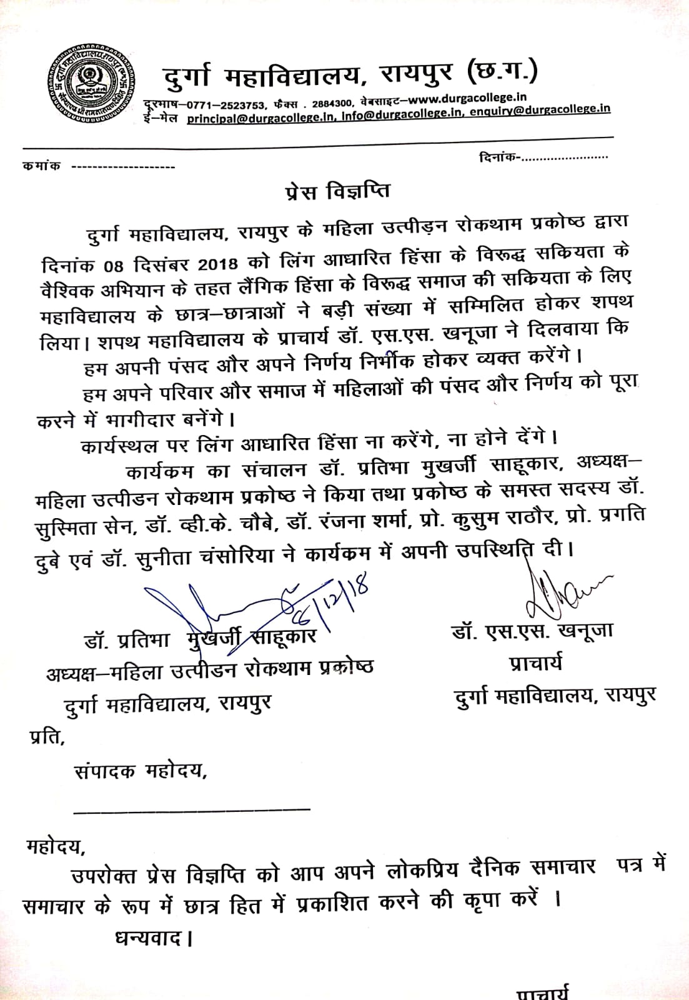 दुर्गा महाविद्यालय, रायपुर (छ.ग.)
दूरभाष–0771–2523753, फैक्स . 2884300, वेबसाइट–www.durgacollege.in
ई–मेल principal@durgacollege.in, info@durgacollege.in, enquiry@durgacollege.in
कमांक --------------------
दिनांक-........................
प्रेस विज्ञप्ति
दुर्गा महाविद्यालय, रायपुर के महिला उत्पीड़न रोकथाम प्रकोष्ठ द्वारा
दिनांक 08 दिसंबर 2018 को लिंग आधारित हिंसा के विरूद्ध सकियता के
वैश्विक अभियान के तहत लैंगिक हिंसा के विरूद्ध समाज की सकियता के लिए
महाविद्यालय के छात्र–छात्राओं ने बड़ी संख्या में सम्मिलित होकर शपथ
लिया। शपथ महाविद्यालय के प्राचार्य डॉ. एस.एस. खनूजा ने दिलवाया कि
हम अपनी पंसद और अपने निर्णय निर्भीक होकर व्यक्त करेंगे।
हम अपने परिवार और समाज में महिलाओं की पंसद और निर्णय को पूरा
करने में भागीदार बनेंगे।
कार्यस्थल पर लिंग आधारित हिंसा ना करेंगे, ना होने देंगे।
कार्यकम का संचालन डॉ. प्रतिभा मुखर्जी साहूकार, अध्यक्ष–
महिला उत्पीडन रोकथाम प्रकोष्ठ ने किया तथा प्रकोष्ठ के समस्त सदस्य डॉ.
सुस्मिता सेन, डॉ. व्ही.के. चौबे, डॉ. रंजना शर्मा, प्रो. कुसुम राठौर, प्रो. प्रगति
दुबे एवं डॉ. सुनीता चंसोरिया ने कार्यकम में अपनी उपस्थिति दी।
/12/18
डॉ. प्रतिभा मुखर्जी साहूकार
अध्यक्ष–महिला उत्पीडन रोकथाम प्रकोष्ठ
दुर्गा महाविद्यालय, रायपुर
डॉ. एस.एस. खनूजा
प्राचार्य
दुर्गा महाविद्यालय, रायपुर
प्रति,
संपादक महोदय,
महोदय,
उपरोक्त प्रेस विज्ञप्ति को आप अपने लोकप्रिय दैनिक समाचार पत्र में
समाचार के रूप में छात्र हित में प्रकाशित करने की कृपा करें ।
धन्यवाद।
प्राचार्य